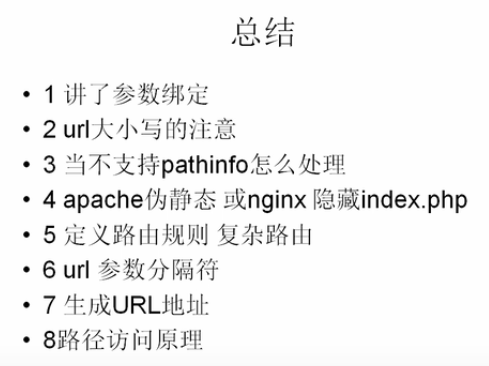 总结
• 1 讲了参数绑定
• 2 url大小写的注意
• 3 当不支持pathinfo怎么处理
• 4 apache伪静态 或nginx 隐藏index.php
• 5 定义路由规则 复杂路由
• 6 url 参数分隔符
• 7 生成URL地址
• 8路径访问原理